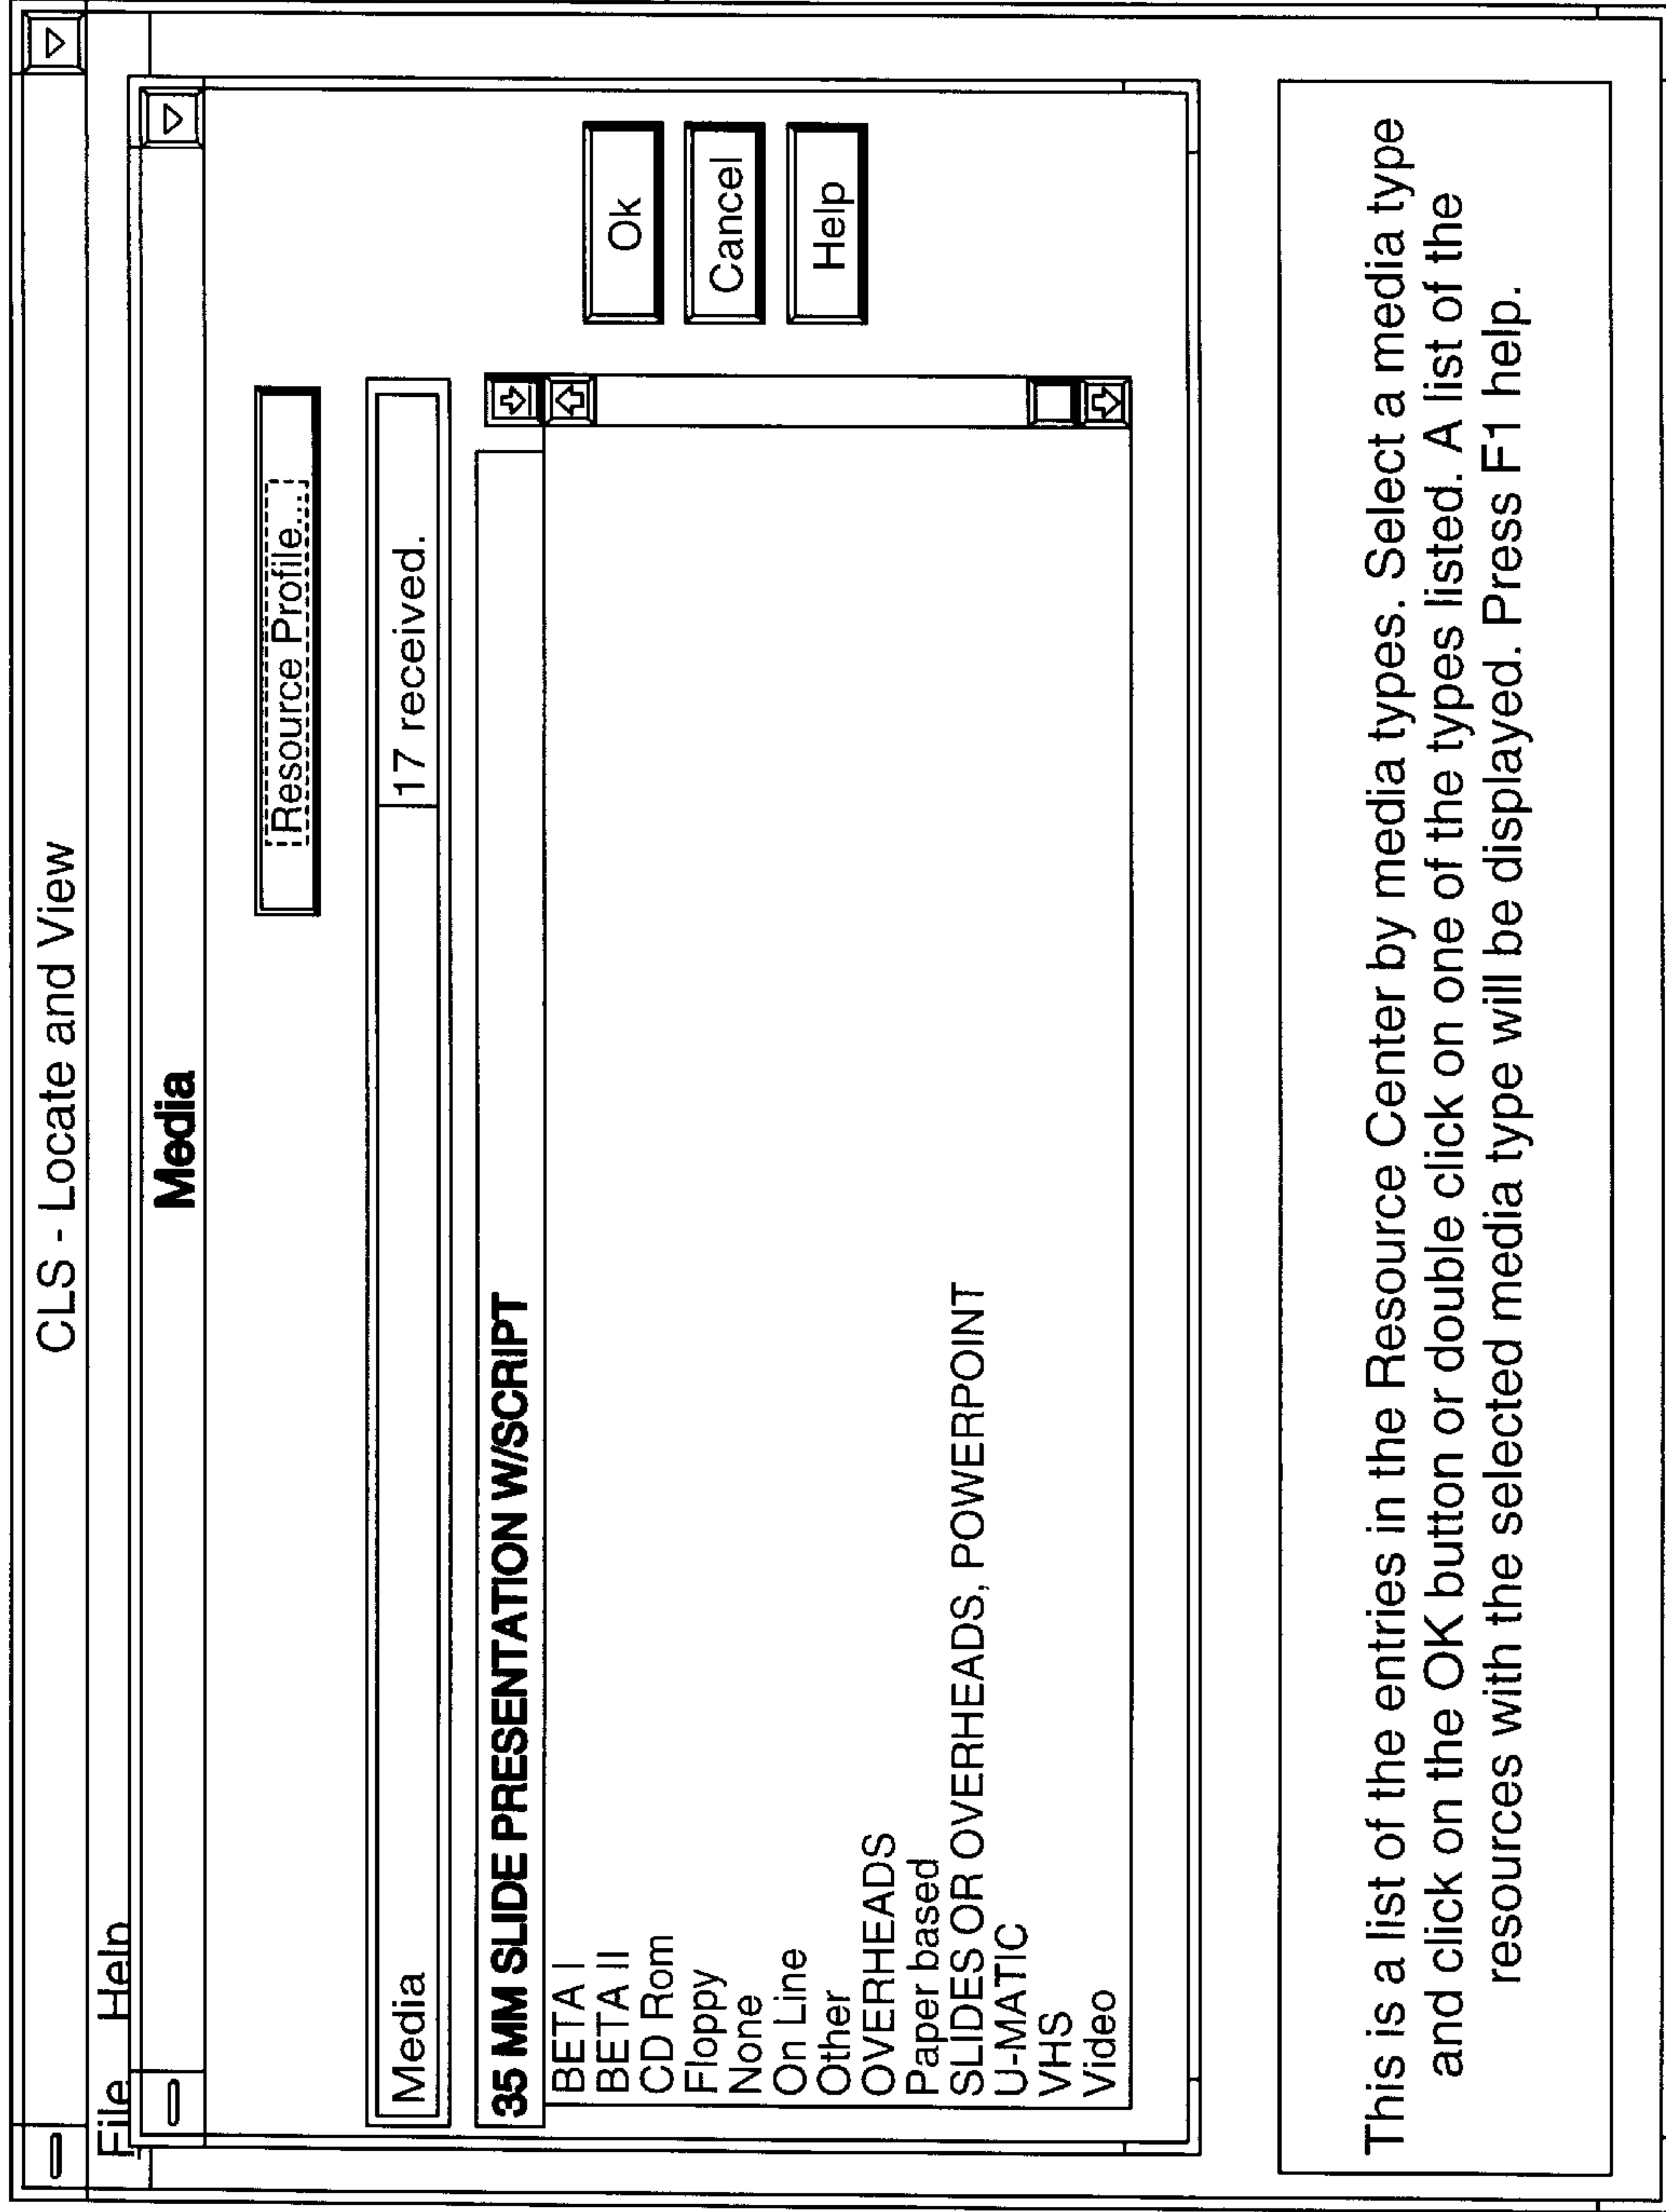 CLS - Locate and View
File Help
Media
Resource Profile...
Media 17 received.
35 MM SLIDE PRESENTATION W/SCRIPT
BETA I
BETA II
CD Rom
Floppy
None
On Line
Other
OVERHEADS
Paper based
SLIDES OR OVERHEADS, POWERPOINT
U-MATIC
VHS
Video
Ok
Cancel
Help
This is a list of the entries in the Resource Center by media types. Select a media type
and click on the OK button or double click on one of the types listed. A list of the
resources with the selected media type will be displayed. Press F1 help.